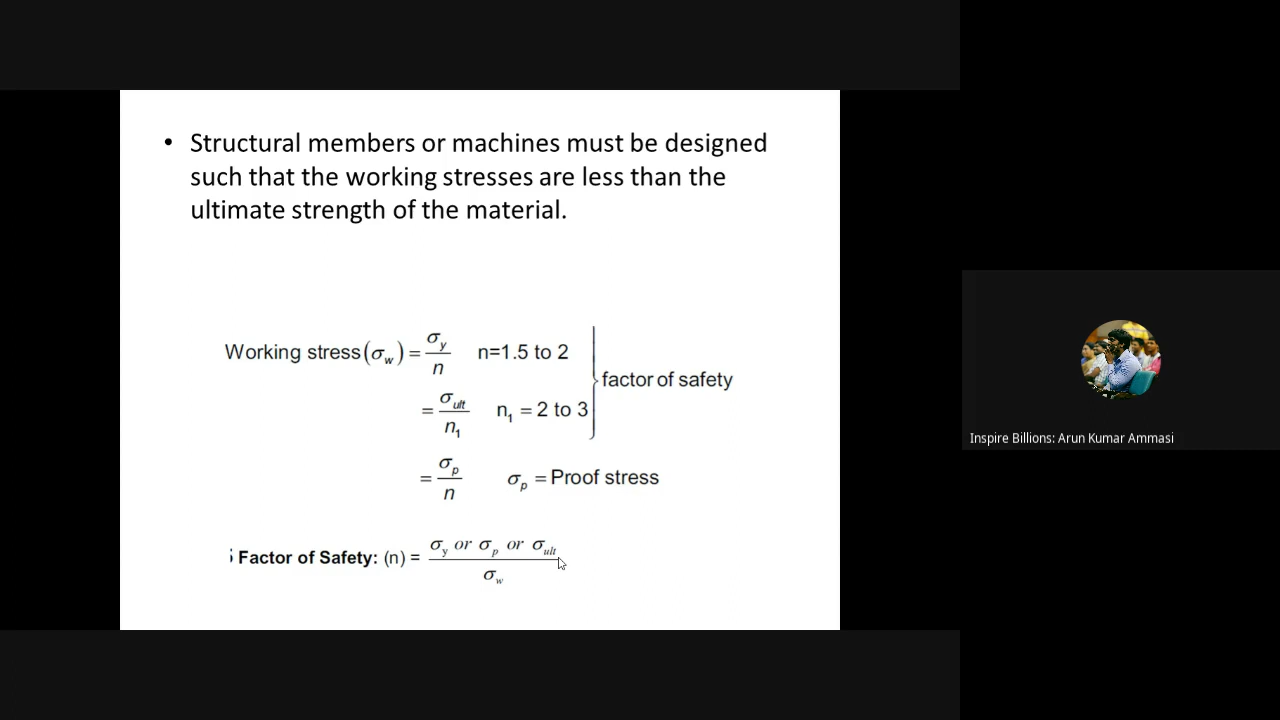 • Structural members or machines must be designed
such that the working stresses are less than the
ultimate strength of the material.
Working stress (σw) = σy/n n=1.5 to 2
= σult/n1 n1 = 2 to 3
factor of safety
= σp/n σp = Proof stress
Factor of Safety: (n) = σy or σp or σult / σw
Inspire Billions: Arun Kumar Ammasi